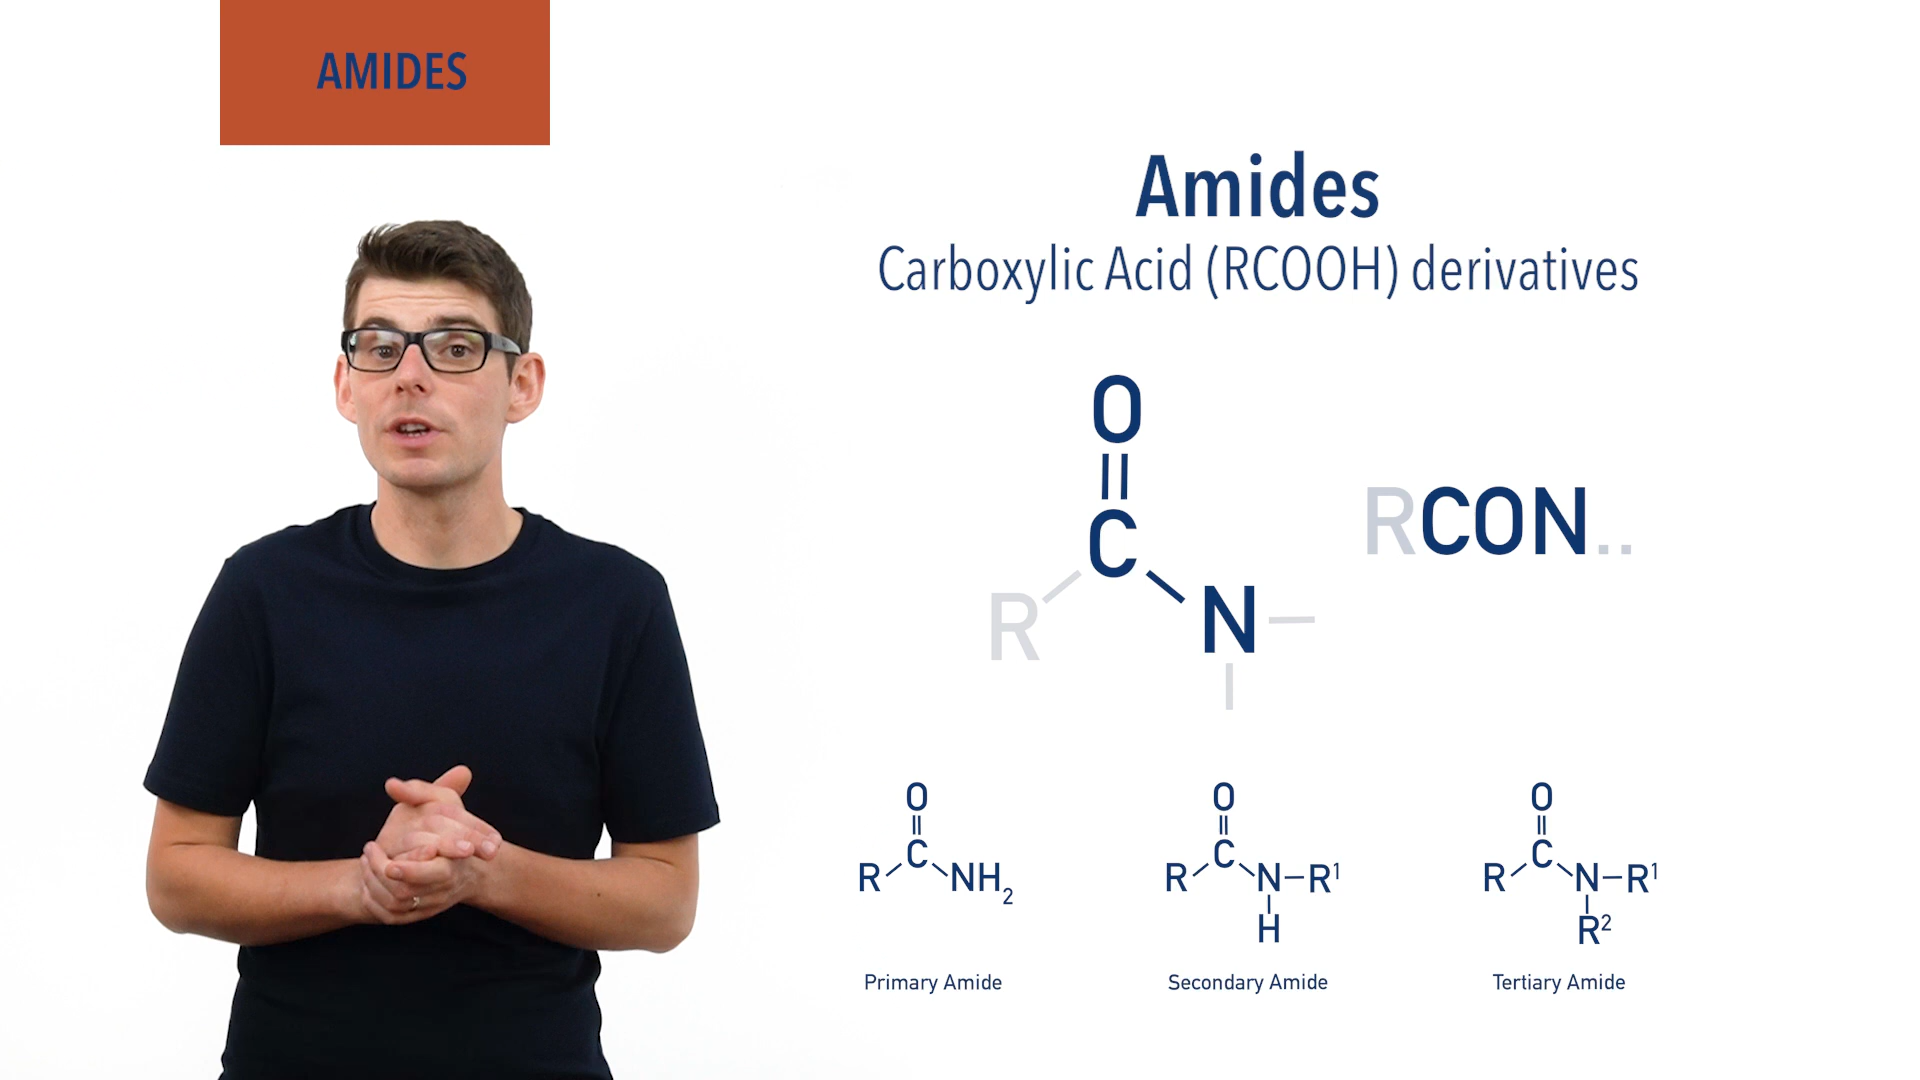 AMIDES
Amides
Carboxylic Acid (RCOOH) derivatives
O
C
R
N
RCON..
O
C
R
NH₂
Primary Amide
O
C
R
N
R¹
H
Secondary Amide
O
C
R
N
R¹
R²
Tertiary Amide